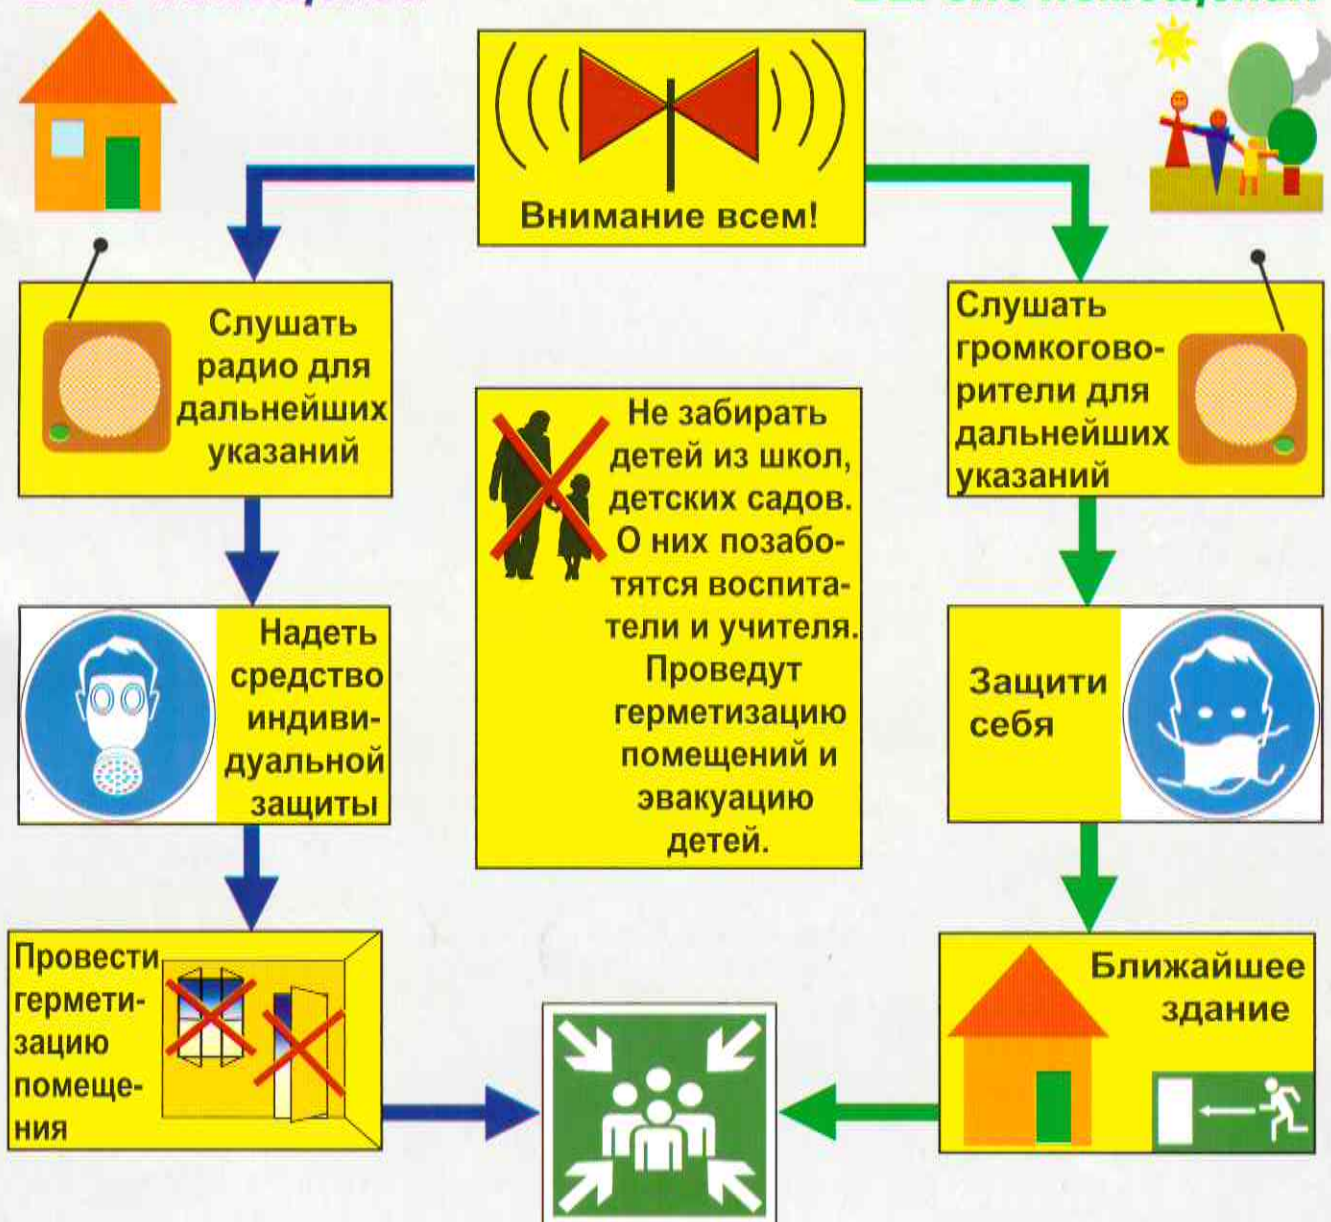 Внимание всем!
Слушать
радио для
дальнейших
указаний
Слушать
громкогово-
рители для
дальнейших
указаний
Не забирать
детей из школ,
детских садов.
О них позабо-
тятся воспита-
тели и учителя.
Проведут
герметизацию
помещений и
эвакуацию
детей.
Надеть
средство
индиви-
дуальной
защиты
Защити
себя
Провести
гермети-
зацию
помеще-
ния
Ближайшее
здание